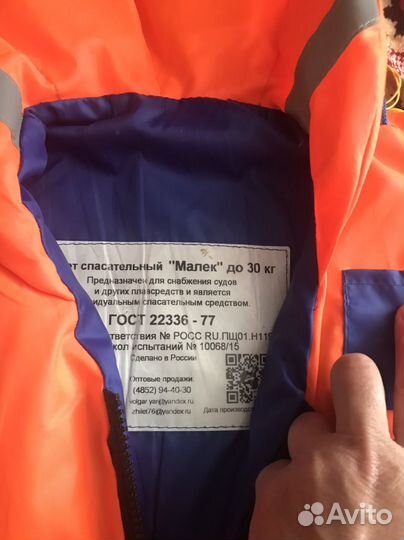 ет спасательный "Малек" до 30 кг
Предназначен для снабжения судов
и других плавсредств и является
идуальным спасательным средством.
ГОСТ 22336 - 77
ответствия № РОСС RU.ПЩ01.Н119
кол испытаний № 10068/15
Сделано в России
Оптовые продажи:
(4852) 94-40-30
volgar.yar@yandex.ru
zhilet76@yandex.ru
Дата производс
Avito